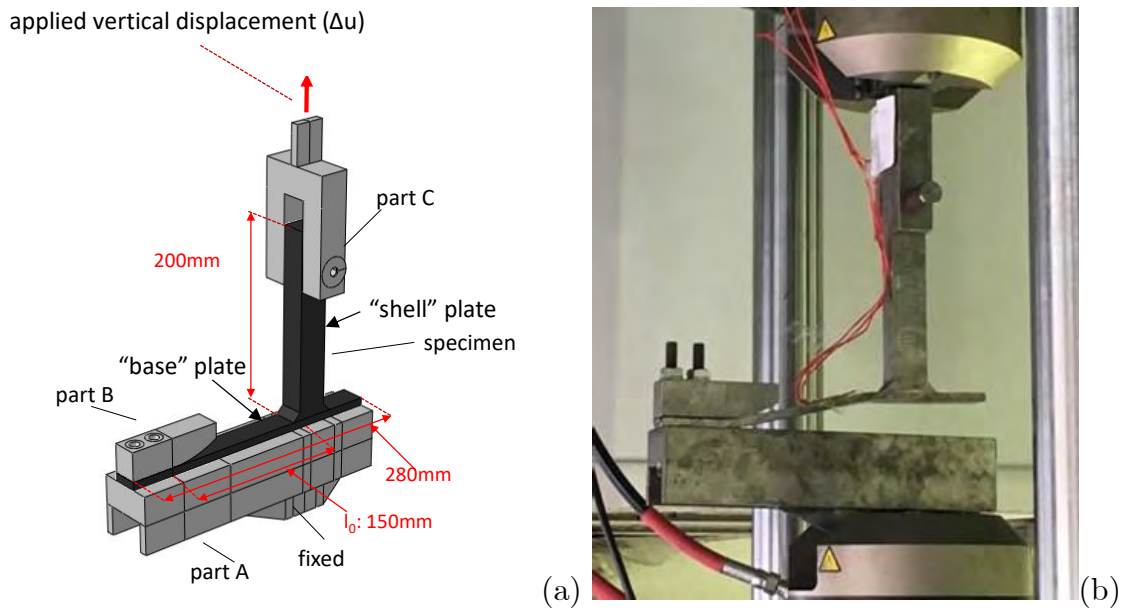 applied vertical displacement (Δu)
part C
200mm
"shell" plate
specimen
"base" plate
part B
280mm
l₀: 150mm
fixed
part A
(a)
(b)